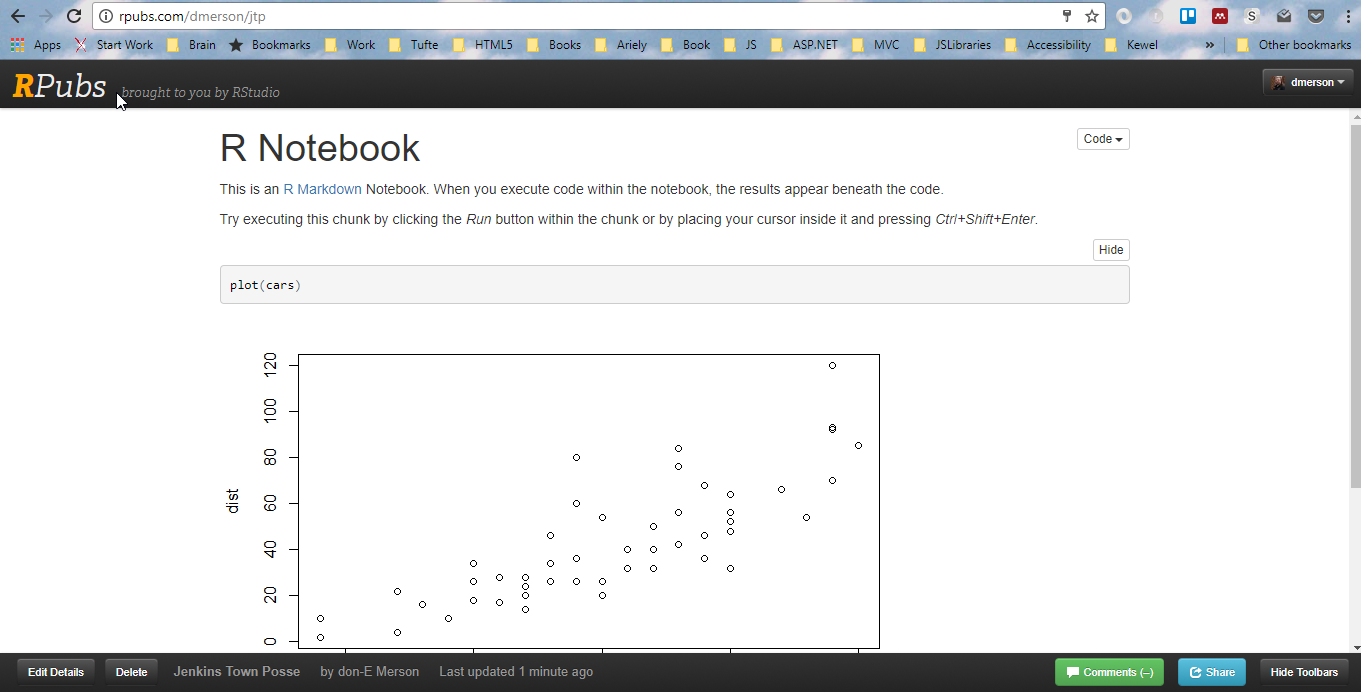 rpubs.com/dmerson/jtp
Apps Start Work Brain Bookmarks Work Tufte HTML5 Books Ariely Book JS ASP.NET MVC JSLibraries Accessibility Kewel » Other bookmarks
RPubs brought to you by RStudio dmerson
R Notebook
Code
This is an R Markdown Notebook. When you execute code within the notebook, the results appear beneath the code.
Try executing this chunk by clicking the Run button within the chunk or by placing your cursor inside it and pressing Ctrl+Shift+Enter.
Hide
plot(cars)
120
100
80
60
40
20
0
dist
Edit Details Delete Jenkins Town Posse by don-E Merson Last updated 1 minute ago Comments (–) Share Hide Toolbars